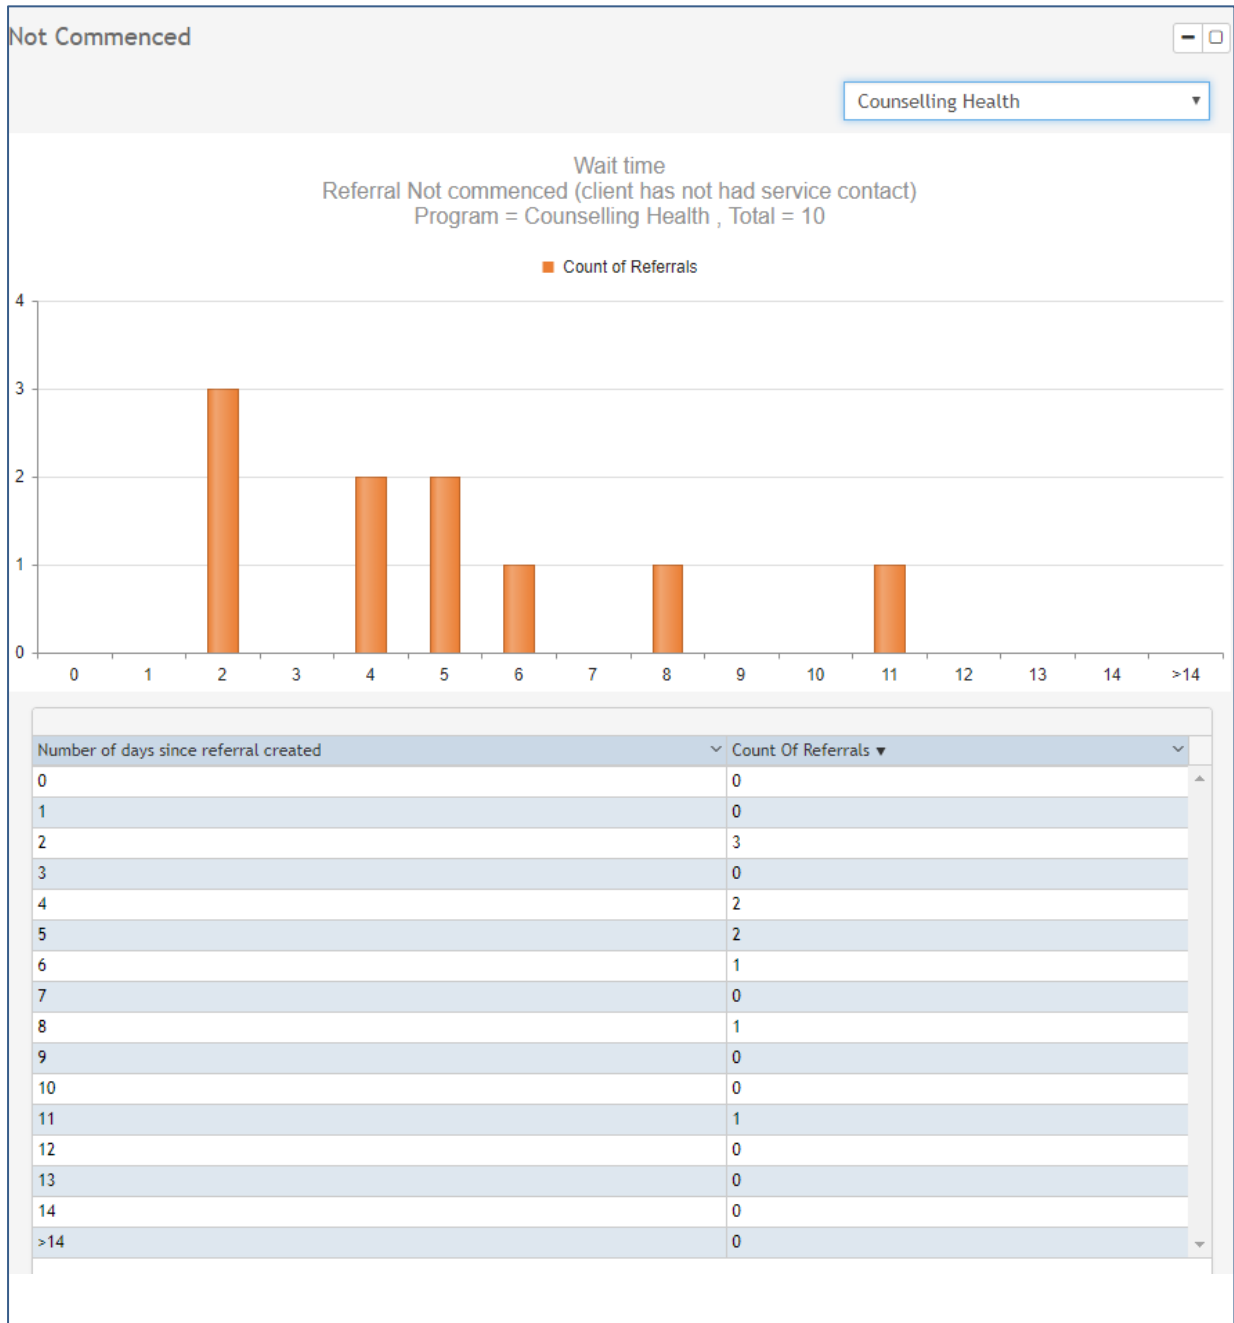 Not Commenced
Counselling Health ▼
Wait time
Referral Not commenced (client has not had service contact)
Program = Counselling Health , Total = 10
Count of Referrals
4
3
2
1
0
0 1 2 3 4 5 6 7 8 9 10 11 12 13 14 >14
Number of days since referral created Count Of Referrals ▼
0 0
1 0
2 3
3 0
4 2
5 2
6 1
7 0
8 1
9 0
10 0
11 1
12 0
13 0
14 0
>14 0